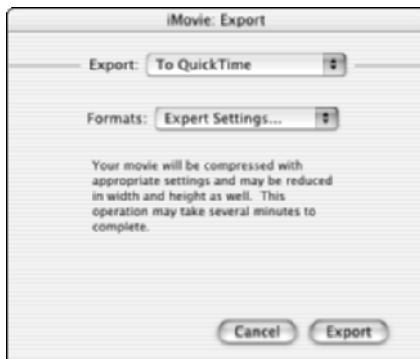 iMovie: Export
Export: To QuickTime
Formats: Expert Settings...
Your movie will be compressed with
appropriate settings and may be reduced
in width and height as well. This
operation may take several minutes to
complete.
Cancel Export